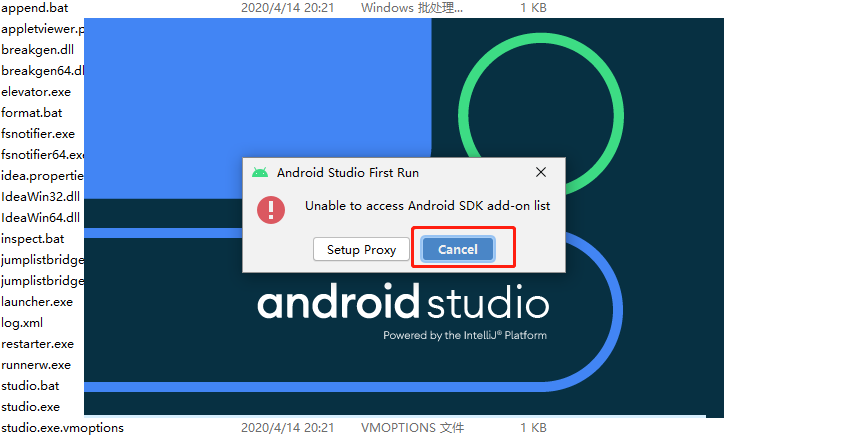 append.bat 2020/4/14 20:21 Windows 批处理... 1 KB
appletviewer.p
breakgen.dll
breakgen64.dl
elevator.exe
format.bat
fsnotifier.exe
fsnotifier64.exe
idea.propertie
IdeaWin32.dll
IdeaWin64.dll
inspect.bat
jumplistbridge
jumplistbridge
launcher.exe
log.xml
restarter.exe
runnerw.exe
studio.bat
studio.exe
studio.exe.vmoptions 2020/4/14 20:21 VMOPTIONS 文件 1 KB
Android Studio First Run
Unable to access Android SDK add-on list
Setup Proxy Cancel
android studio
Powered by the IntelliJ® Platform